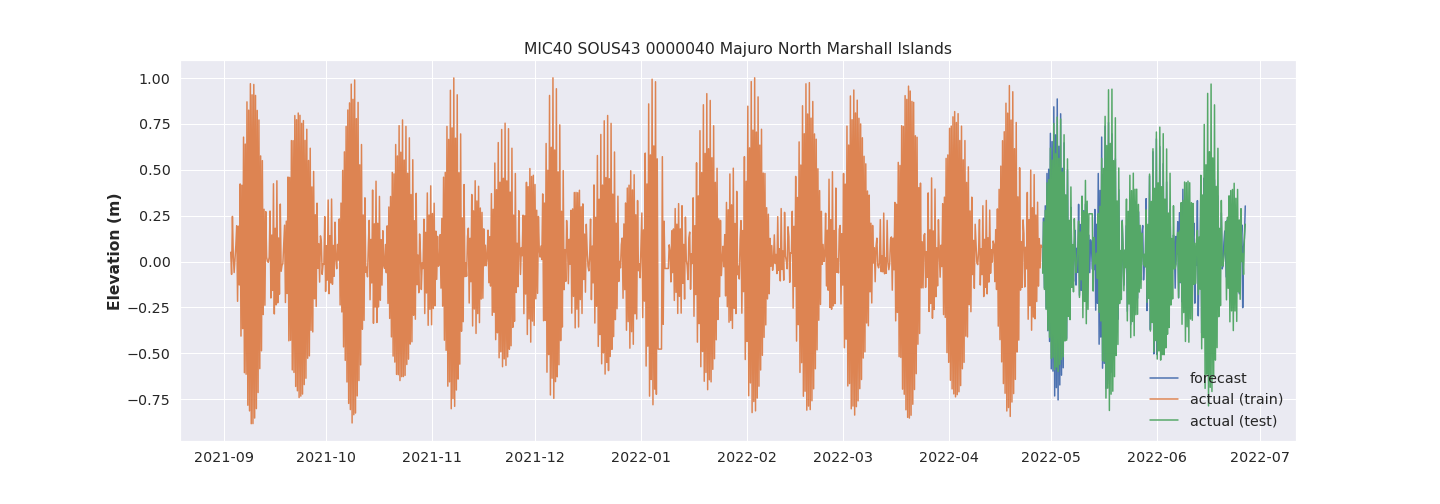 MIC40 SOUS43 0000040 Majuro North Marshall Islands
Elevation (m)
1.00
0.75
0.50
0.25
0.00
−0.25
−0.50
−0.75
forecast
actual (train)
actual (test)
2021-09 2021-10 2021-11 2021-12 2022-01 2022-02 2022-03 2022-04 2022-05 2022-06 2022-07